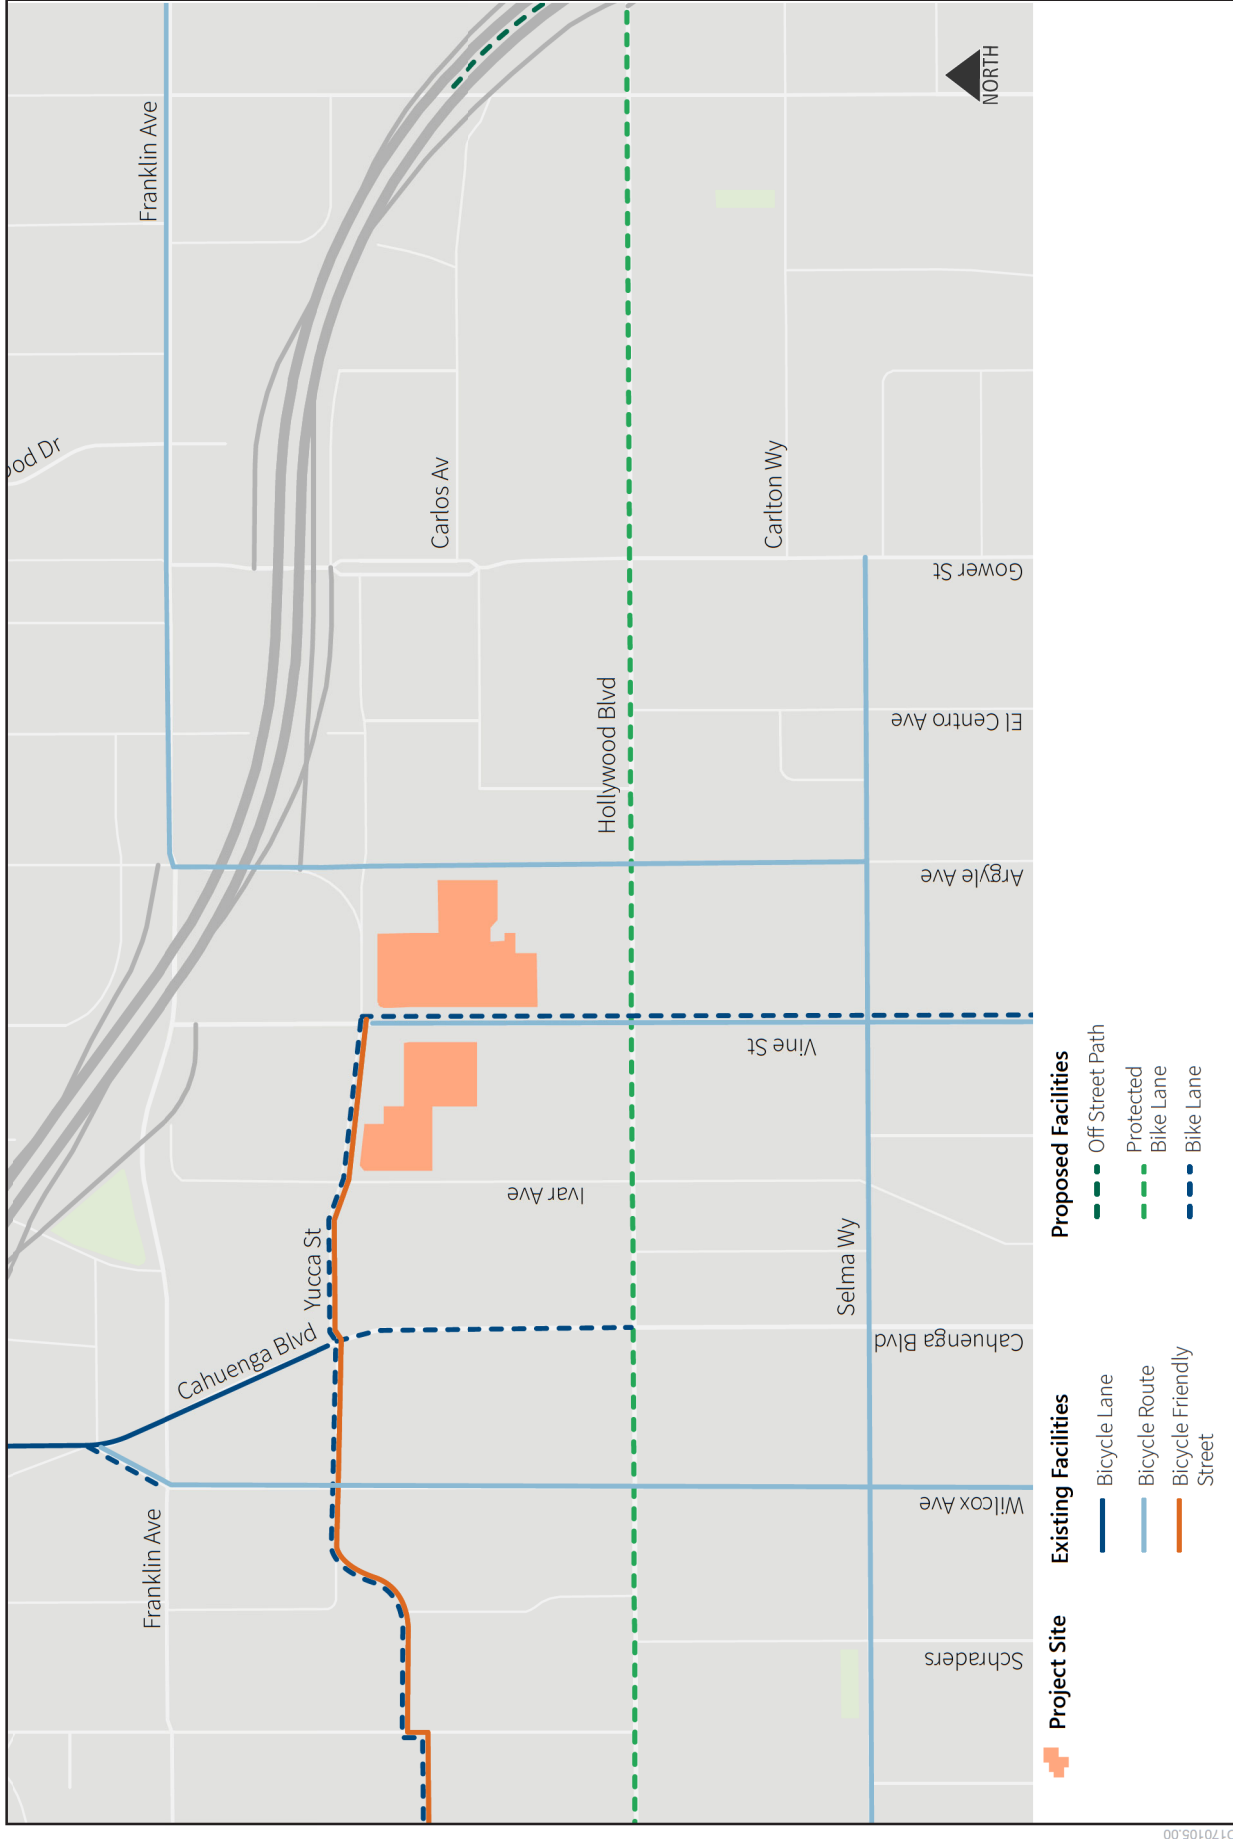 Franklin Ave
NORTH
ood Dr
Carlos Av
Carlton Wy
Gower St
Hollywood Blvd
El Centro Ave
Argyle Ave
Vine St
Ivar Ave
Yucca St
Cahuenga Blvd
Selma Wy
Cahuenga Blvd
Franklin Ave
Wilcox Ave
Schraders
Project Site
Existing Facilities
Bicycle Lane
Bicycle Route
Bicycle Friendly
Street
Proposed Facilities
Off Street Path
Protected
Bike Lane
Bike Lane
D170105.00